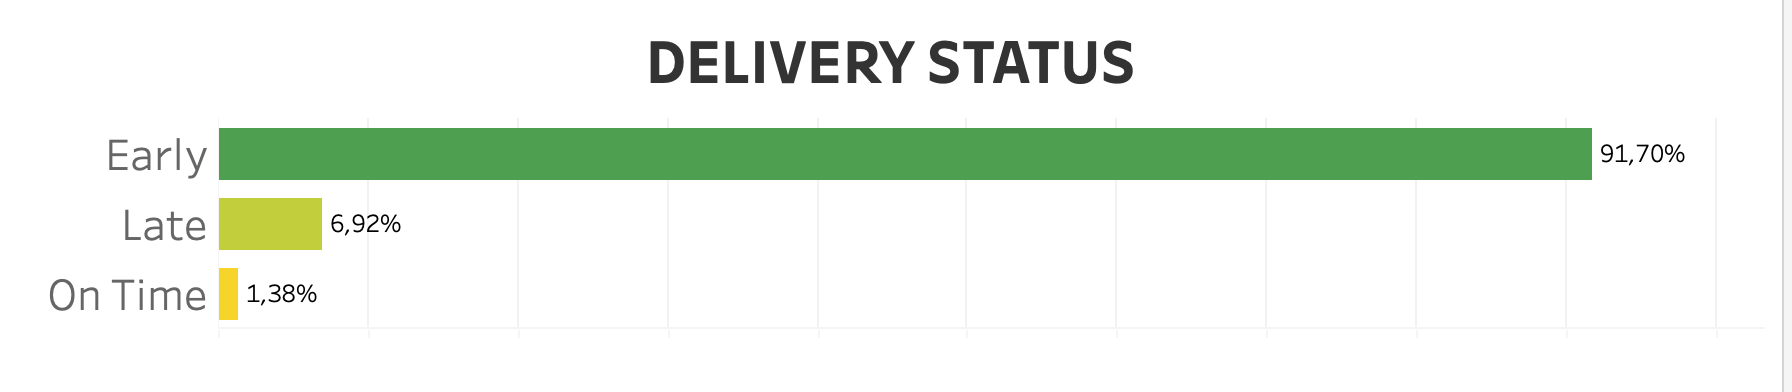 DELIVERY STATUS
Early 91,70%
Late 6,92%
On Time 1,38%